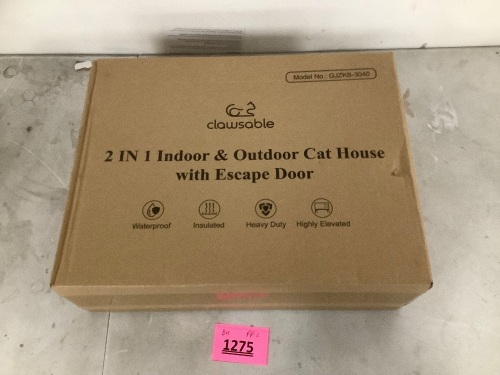 Model No.: GJZKB-3040
clawsable
2 IN 1 Indoor & Outdoor Cat House
with Escape Door
Waterproof Insulated Heavy Duty Highly Elevated
1275